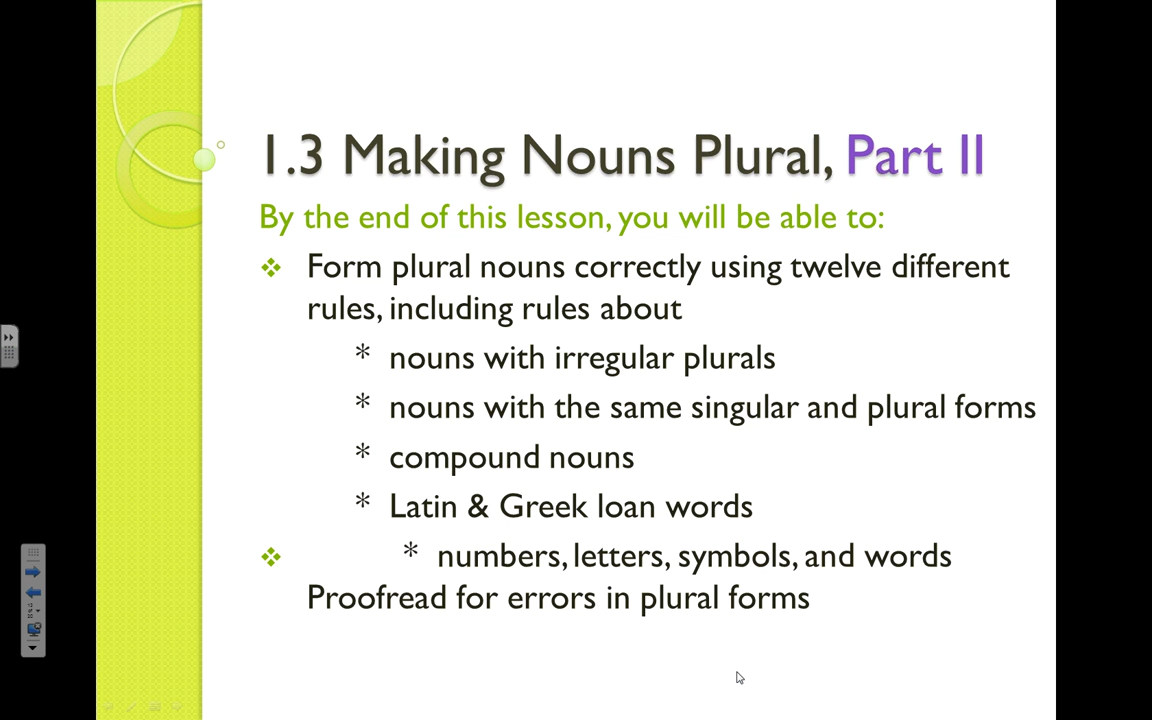 1.3 Making Nouns Plural, Part II
By the end of this lesson, you will be able to:
❖ Form plural nouns correctly using twelve different
rules, including rules about
* nouns with irregular plurals
* nouns with the same singular and plural forms
* compound nouns
* Latin & Greek loan words
❖ * numbers, letters, symbols, and words
Proofread for errors in plural forms